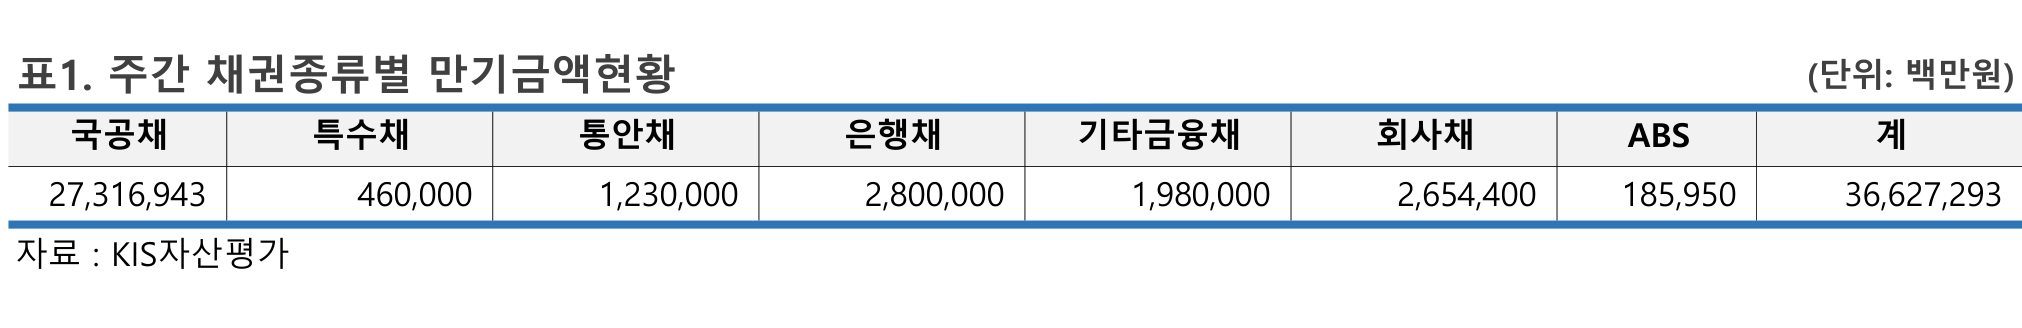 표1. 주간 채권종류별 만기금액현황 (단위: 백만원)
국공채 특수채 통안채 은행채 기타금융채 회사채 ABS 계
27,316,943 460,000 1,230,000 2,800,000 1,980,000 2,654,400 185,950 36,627,293
자료 : KIS자산평가